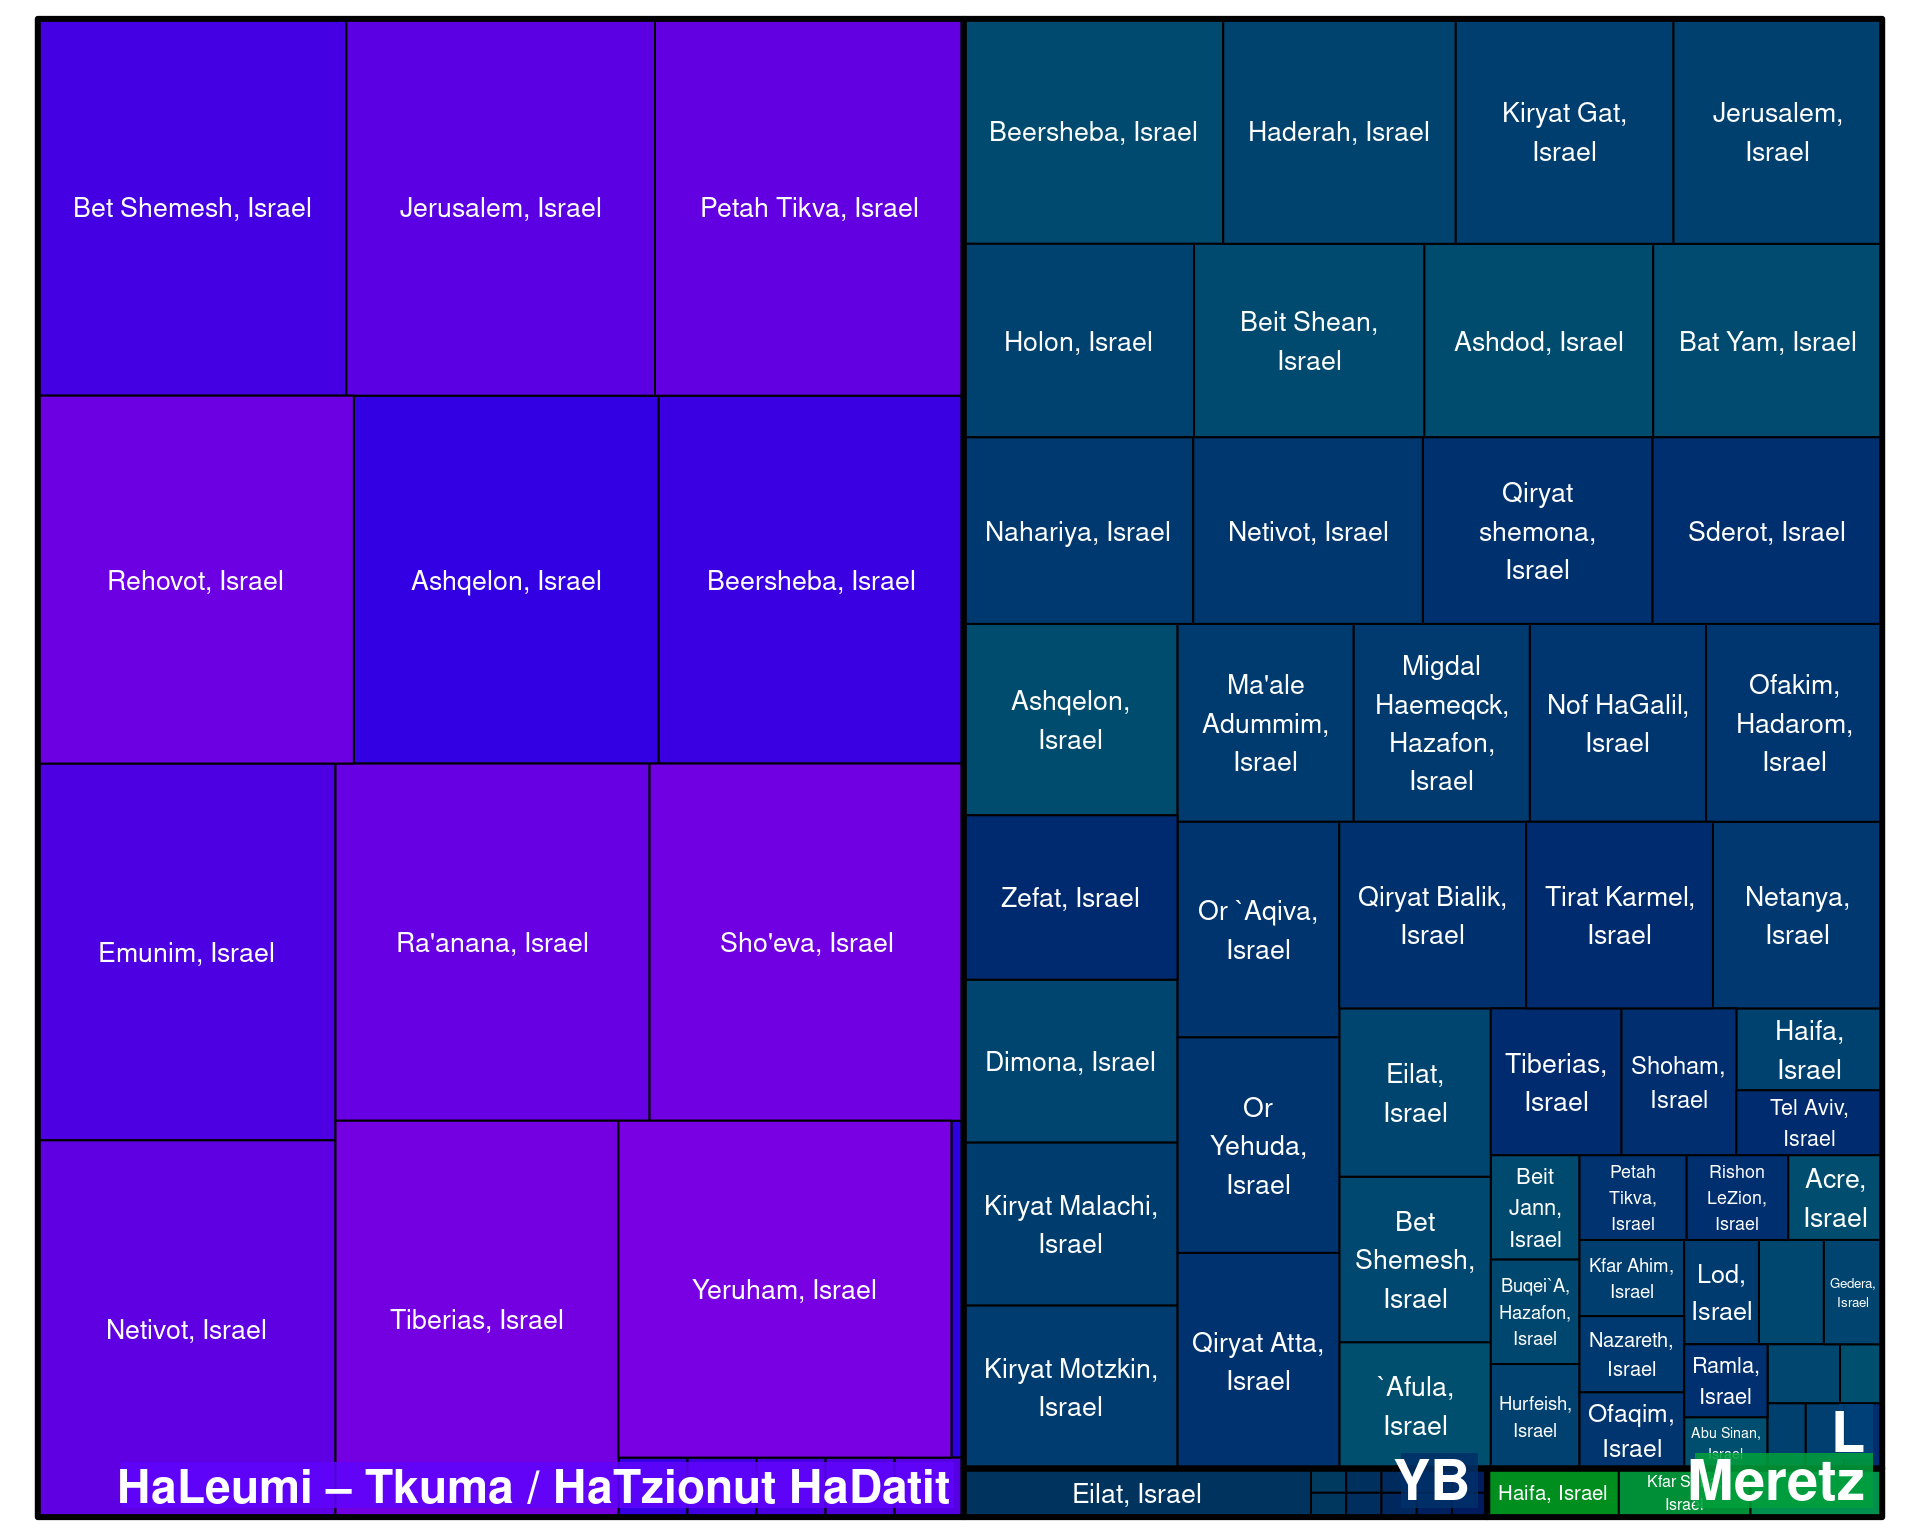 Bet Shemesh, Israel
Jerusalem, Israel
Petah Tikva, Israel
Rehovot, Israel
Ashqelon, Israel
Beersheba, Israel
Emunim, Israel
Ra'anana, Israel
Sho'eva, Israel
Netivot, Israel
Tiberias, Israel
Yeruham, Israel
HaLeumi – Tkuma / HaTzionut HaDatit
Beersheba, Israel
Haderah, Israel
Kiryat Gat,
Israel
Jerusalem,
Israel
Holon, Israel
Beit Shean,
Israel
Ashdod, Israel
Bat Yam, Israel
Nahariya, Israel
Netivot, Israel
Qiryat
shemona,
Israel
Sderot, Israel
Ashqelon,
Israel
Ma'ale
Adummim,
Israel
Migdal
Haemeqck,
Hazafon,
Israel
Nof HaGalil,
Israel
Ofakim,
Hadarom,
Israel
Zefat, Israel
Or `Aqiva,
Israel
Qiryat Bialik,
Israel
Tirat Karmel,
Israel
Netanya,
Israel
Dimona, Israel
Or
Yehuda,
Israel
Eilat,
Israel
Tiberias,
Israel
Shoham,
Israel
Haifa,
Israel
Tel Aviv,
Israel
Kiryat Malachi,
Israel
Bet
Shemesh,
Israel
Beit
Jann,
Israel
Petah
Tikva,
Israel
Rishon
LeZion,
Israel
Acre,
Israel
Kiryat Motzkin,
Israel
Qiryat Atta,
Israel
`Afula,
Israel
Buqei`A,
Hazafon,
Israel
Kfar Ahim,
Israel
Lod,
Israel
Gedera,
Israel
Nazareth,
Israel
Ramla,
Israel
Hurfeish,
Israel
Ofaqim,
Israel
Abu Sinan,
Israel
L
Eilat, Israel
YB
Haifa, Israel
Kfar
Israel
Meretz